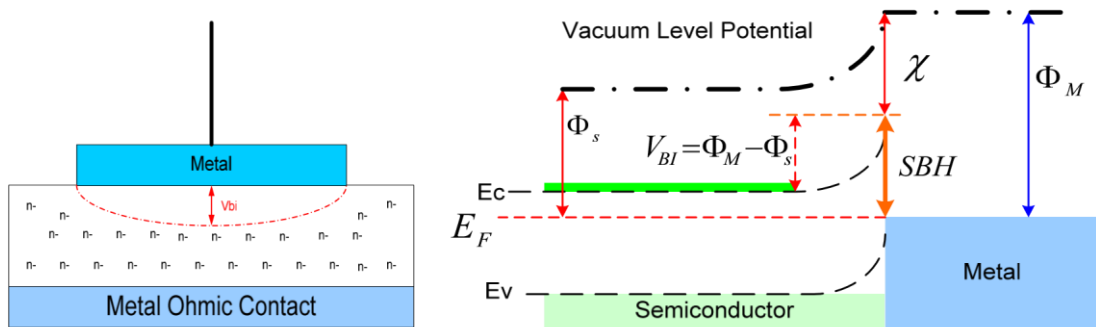 Metal
Vbi
n- n- n- n- n-
n- n- n- n-
n- n- n- n- n- n- n- n- n-
n- n- n- n- n- n- n- n- n-
Metal Ohmic Contact
Vacuum Level Potential
χ
Φ_M
Φ_s
V_BI=Φ_M−Φ_s
SBH
Ec
E_F
Metal
Ev
Semiconductor